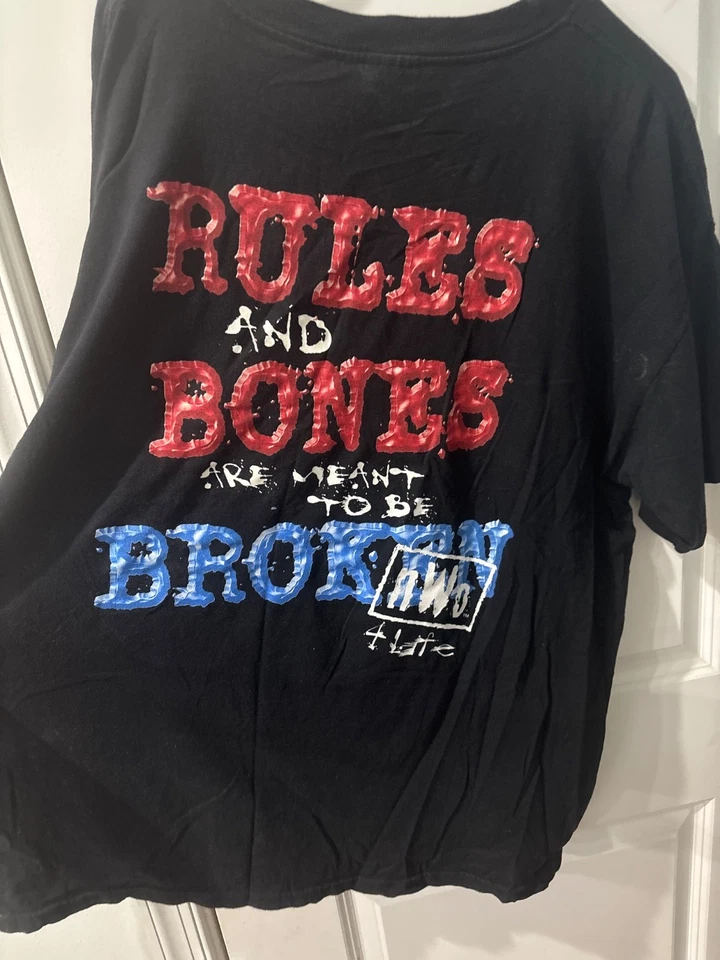 RULES
AND
BONES
ARE MEANT
TO BE
BROKEN
nWo
4 Life